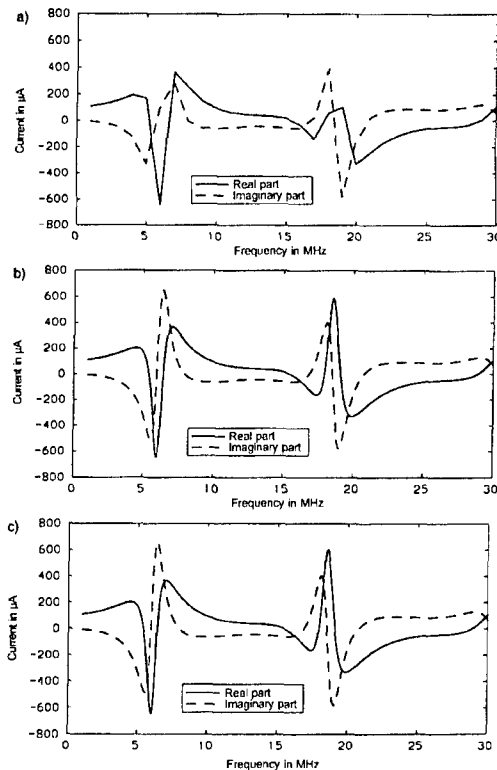 a)
800
600
400
200
0
-200
-400
-600
-800
Current in µA
Real part
Imaginary part
0 5 10 15 20 25 30
Frequency in MHz
b)
800
600
400
200
0
-200
-400
-600
-800
Current in µA
Real part
Imaginary part
0 5 10 15 20 25 30
Frequency in MHz
c)
800
600
400
200
0
-200
-400
-600
-800
Current in µA
Real part
Imaginary part
0 5 10 15 20 25 30
Frequency in MHz